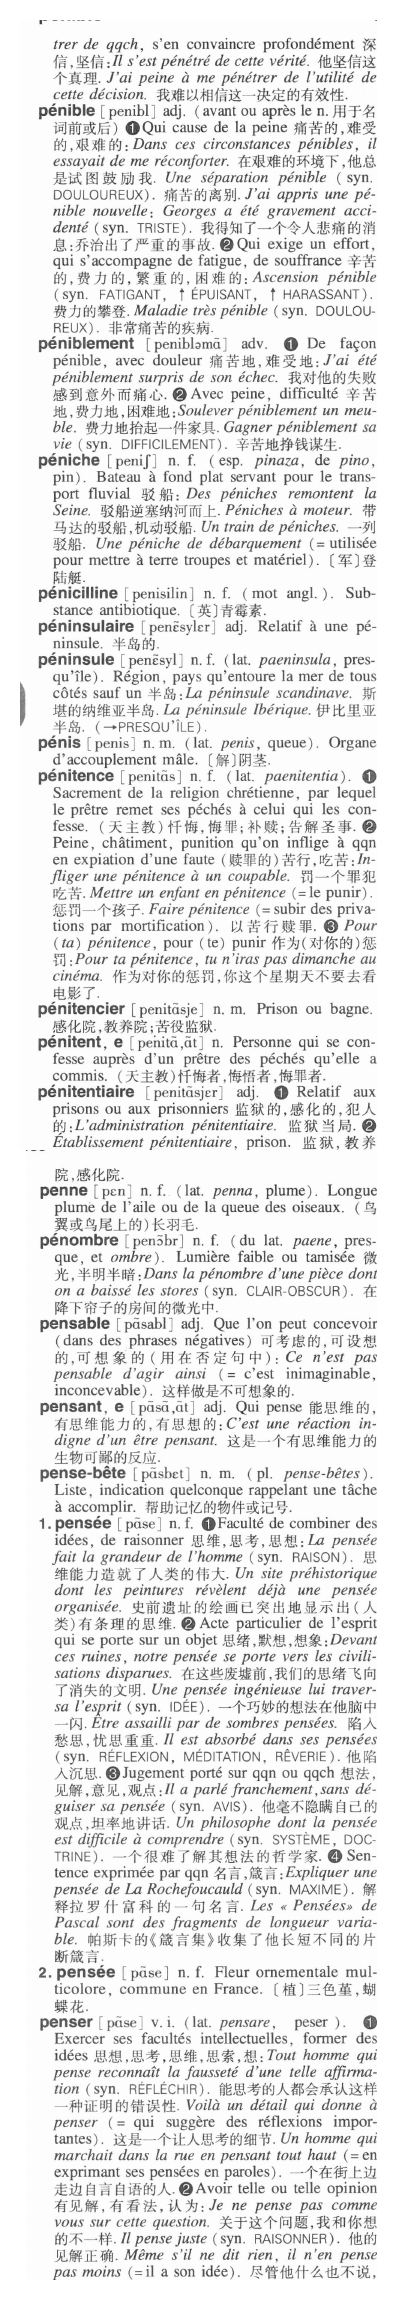 trer de qqch, s'en convaincre profondément 深
信,坚信:Il s'est pénétré de cette vérité. 他坚信这
个真理. J'ai peine à me pénétrer de l'utilité de
cette décision. 我难以相信这一决定的有效性.
pénible [penibl] adj. (avant ou après le n. 用于名
词前或后) ❶Qui cause de la peine 痛苦的,难受
的,艰难的: Dans ces circonstances pénibles, il
essayait de me réconforter. 在艰难的环境下,他总
是试图鼓励我. Une séparation pénible (syn.
DOULOUREUX). 痛苦的离别. J'ai appris une pé-
nible nouvelle: Georges a été gravement acci-
denté (syn. TRISTE). 我得知了一个令人悲痛的消
息:乔治出了严重的事故. ❷Qui exige un effort,
qui s'accompagne de fatigue, de souffrance 辛苦
的,费力的,繁重的,困难的: Ascension pénible
(syn. FATIGANT, ↑ ÉPUISANT, ↑ HARASSANT).
费力的攀登. Maladie très pénible (syn. DOULOU-
REUX). 非常痛苦的疾病.
péniblement [penibləmɑ̃] adv. ❶ De façon
pénible, avec douleur 痛苦地,难受地: J'ai été
péniblement surpris de son échec. 我对他的失败
感到意外而痛心. ❷Avec peine, difficulté 辛苦
地,费力地,困难地: Soulever péniblement un meu-
ble. 费力地抬起一件家具. Gagner péniblement sa
vie (syn. DIFFICILEMENT). 辛苦地挣钱谋生.
péniche [peniʃ] n. f. (esp. pinaza, de pino,
pin). Bateau à fond plat servant pour le trans-
port fluvial 驳船: Des péniches remontent la
Seine. 驳船逆塞纳河而上. Péniches à moteur. 带
马达的驳船,机动驳船. Un train de péniches. 一列
驳船. Une péniche de débarquement (= utilisée
pour mettre à terre troupes et matériel). 〔军〕登
陆艇.
pénicilline [penisilin] n. f. (mot angl.). Sub-
stance antibiotique. 〔英〕青霉素.
péninsulaire [penɛ̃sylɛr] adj. Relatif à une pé-
ninsule. 半岛的.
péninsule [penɛ̃syl] n. f. (lat. paeninsula, pres-
qu'île). Région, pays qu'entoure la mer de tous
côtés sauf un 半岛: La péninsule scandinave. 斯
堪的纳维亚半岛. La péninsule Ibérique. 伊比里亚
半岛. (→PRESQU'ÎLE).
pénis [penis] n. m. (lat. penis, queue). Organe
d'accouplement mâle. 〔解〕阴茎.
pénitence [penitɑ̃s] n. f. (lat. paenitentia). ❶
Sacrement de la religion chrétienne, par lequel
le prêtre remet ses péchés à celui qui les con-
fesse. (天主教)忏悔,悔罪;补赎;告解圣事. ❷
Peine, châtiment, punition qu'on inflige à qqn
en expiation d'une faute (赎罪的)苦行,吃苦: In-
fliger une pénitence à un coupable. 罚一个罪犯
吃苦. Mettre un enfant en pénitence (= le punir).
惩罚一个孩子. Faire pénitence (= subir des priva-
tions par mortification). 以苦行赎罪. ❸ Pour
(ta) pénitence, pour (te) punir 作为(对你的)惩
罚: Pour ta pénitence, tu n'iras pas dimanche au
cinéma. 作为对你的惩罚,你这个星期天不要去看
电影了.
pénitencier [penitɑ̃sje] n. m. Prison ou bagne.
感化院,教养院;苦役监狱.
pénitent, e [penitɑ̃,ɑ̃t] n. Personne qui se con-
fesse auprès d'un prêtre des péchés qu'elle a
commis. (天主教)忏悔者,悔悟者,悔罪者.
pénitentiaire [penitɑ̃sjɛr] adj. ❶ Relatif aux
prisons ou aux prisonniers 监狱的,感化的,犯人
的: L'administration pénitentiaire. 监狱当局. ❷
Établissement pénitentiaire, prison. 监狱,教养
院,感化院.
penne [pɛn] n. f. (lat. penna, plume). Longue
plume de l'aile ou de la queue des oiseaux. (鸟
翼或鸟尾上的)长羽毛.
pénombre [penɔ̃br] n. f. (du lat. paene, pres-
que, et ombre). Lumière faible ou tamisée 微
光,半明半暗: Dans la pénombre d'une pièce dont
on a baissé les stores (syn. CLAIR-OBSCUR). 在
降下帘子的房间的微光中.
pensable [pɑ̃sabl] adj. Que l'on peut concevoir
(dans des phrases négatives) 可考虑的,可设想
的,可想象的(用在否定句中): Ce n'est pas
pensable d'agir ainsi (= c'est inimaginable,
inconcevable). 这样做是不可想象的.
pensant, e [pɑ̃sɑ̃,ɑ̃t] adj. Qui pense 能思维的,
有思维能力的,有思想的: C'est une réaction in-
digne d'un être pensant. 这是一个有思维能力的
生物可鄙的反应.
pense-bête [pɑ̃sbɛt] n. m. (pl. pense-bêtes).
Liste, indication quelconque rappelant une tâche
à accomplir. 帮助记忆的物件或记号.
1. pensée [pɑ̃se] n. f. ❶Faculté de combiner des
idées, de raisonner 思维,思考,思想: La pensée
fait la grandeur de l'homme (syn. RAISON). 思
维能力造就了人类的伟大. Un site préhistorique
dont les peintures révèlent déjà une pensée
organisée. 史前遗址的绘画已突出地显示出(人
类)有条理的思维. ❷ Acte particulier de l'esprit
qui se porte sur un objet 思绪,默想,想象: Devant
ces ruines, notre pensée se porte vers les civili-
sations disparues. 在这些废墟前,我们的思绪飞向
了消失的文明. Une pensée ingénieuse lui traver-
sa l'esprit (syn. IDÉE). 一个巧妙的想法在他脑中
一闪. Être assailli par de sombres pensées. 陷入
愁思,忧思重重. Il est absorbé dans ses pensées
(syn. RÉFLEXION, MÉDITATION, RÊVERIE). 他陷
入沉思. ❸Jugement porté sur qqn ou qqch 想法,
见解,意见,观点: Il a parlé franchement, sans dé-
guiser sa pensée (syn. AVIS). 他毫不隐瞒自己的
观点,坦率地讲话. Un philosophe dont la pensée
est difficile à comprendre (syn. SYSTÈME, DOC-
TRINE). 一个很难了解其想法的哲学家. ❹ Sen-
tence exprimée par qqn 名言,箴言: Expliquer une
pensée de La Rochefoucauld (syn. MAXIME). 解
释拉罗什富科的一句名言. Les « Pensées» de
Pascal sont des fragments de longueur varia-
ble. 帕斯卡的《箴言集》收集了他长短不同的片
断箴言.
2. pensée [pɑ̃se] n. f. Fleur ornementale mul-
ticolore, commune en France. 〔植〕三色堇,蝴
蝶花.
penser [pɑ̃se] v. i. (lat. pensare, peser ). ❶
Exercer ses facultés intellectuelles, former des
idées 思想,思考,思维,思索,想: Tout homme qui
pense reconnaît la fausseté d'une telle affirma-
tion (syn. RÉFLÉCHIR). 能思考的人都会承认这样
一种证明的错误性. Voilà un détail qui donne à
penser (= qui suggère des réflexions impor-
tantes). 这是一个让人思考的细节. Un homme qui
marchait dans la rue en pensant tout haut (= en
exprimant ses pensées en paroles). 一个在街上边
走边自言自语的人. ❷Avoir telle ou telle opinion
有见解,有看法,认为: Je ne pense pas comme
vous sur cette question. 关于这个问题,我和你想
的不一样. Il pense juste (syn. RAISONNER). 他的
见解正确. Même s'il ne dit rien, il n'en pense
pas moins (= il a son idée). 尽管他什么也不说,